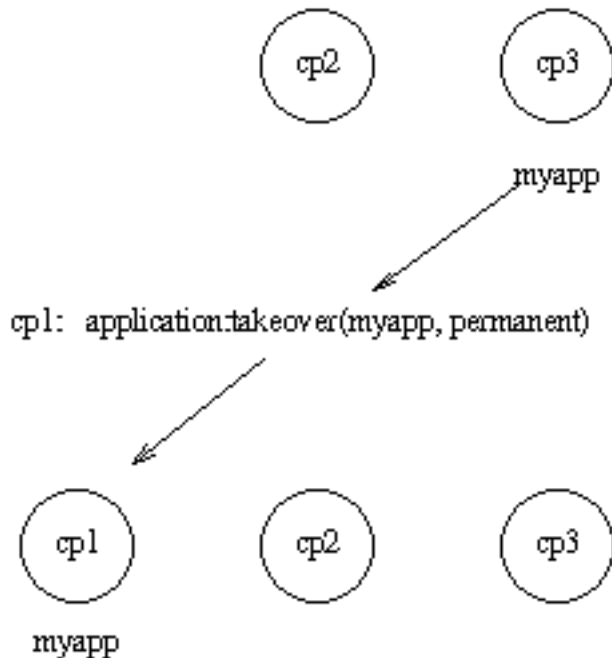 cp2 cp3
myapp
cp1: application:takeover(myapp, permanent)
cp1 cp2 cp3
myapp